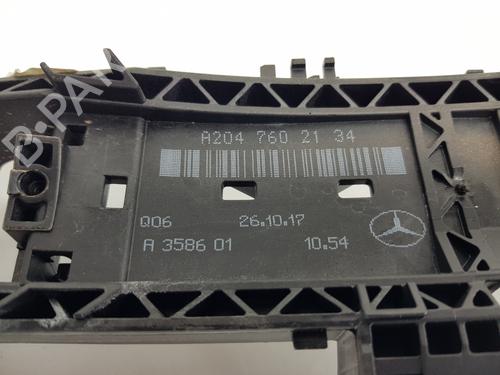 A204 760 21 34
Q06 26.10.17
A 3586 01 10.54
B-PARTS